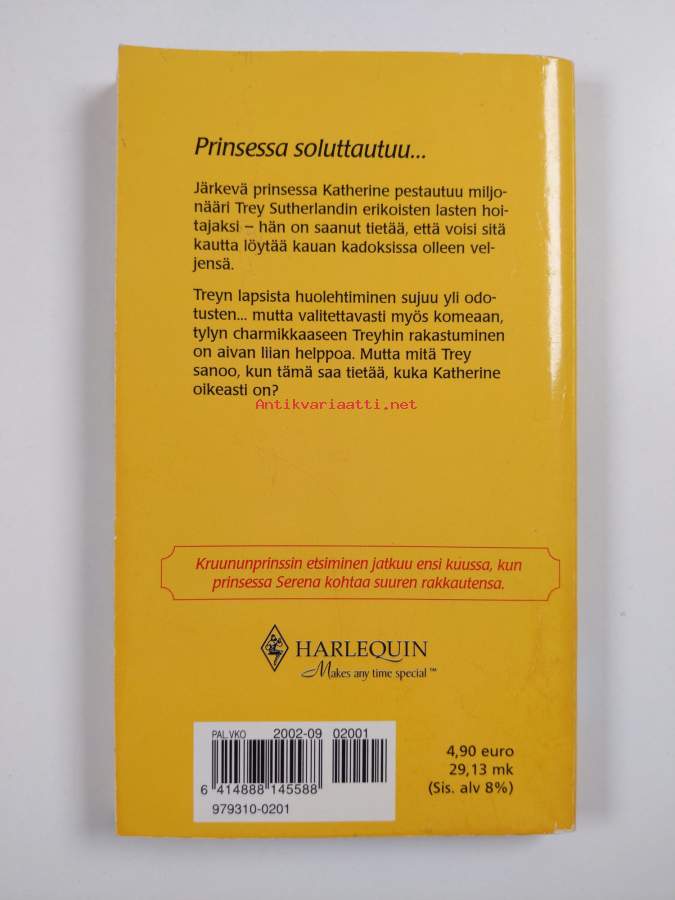 Prinsessa soluttautuu...
Järkevä prinsessa Katherine pestautuu miljo-
nääri Trey Sutherlandin erikoisten lasten hoi-
tajaksi – hän on saanut tietää, että voisi sitä
kautta löytää kauan kadoksissa olleen vel-
jensä.
Treyn lapsista huolehtiminen sujuu yli odo-
tusten... mutta valitettavasti myös komeaan,
tylyn charmikkaaseen Treyhin rakastuminen
on aivan liian helppoa. Mutta mitä Trey
sanoo, kun tämä saa tietää, kuka Katherine
oikeasti on?
Antikvariaatti.net
Kruununprinssin etsiminen jatkuu ensi kuussa, kun
prinsessa Serena kohtaa suuren rakkautensa.
HARLEQUIN
Makes any time special™
PAL.VKO 2002-09 02001
6 414888 145588
979310-0201
4,90 euro
29,13 mk
(Sis. alv 8%)